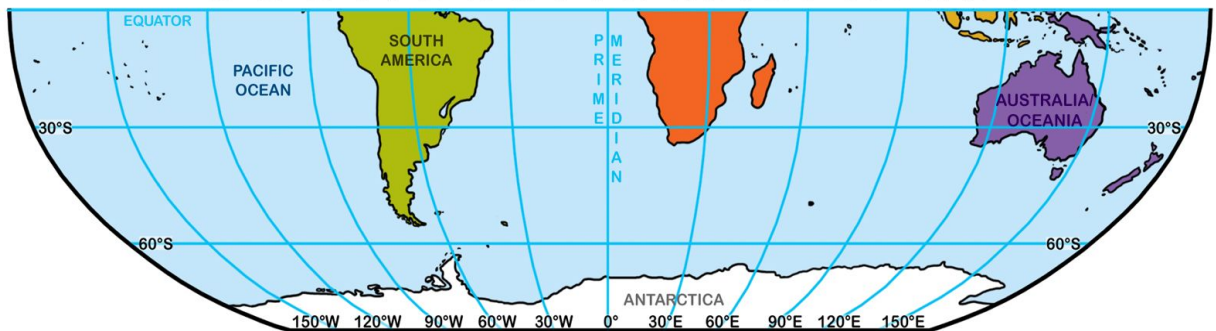 EQUATOR
SOUTH
AMERICA
PACIFIC
OCEAN
PRIME
MERIDIAN
AUSTRALIA/
OCEANIA
30°S
30°S
60°S
60°S
ANTARCTICA
150°W 120°W 90°W 60°W 30°W 0° 30°E 60°E 90°E 120°E 150°E